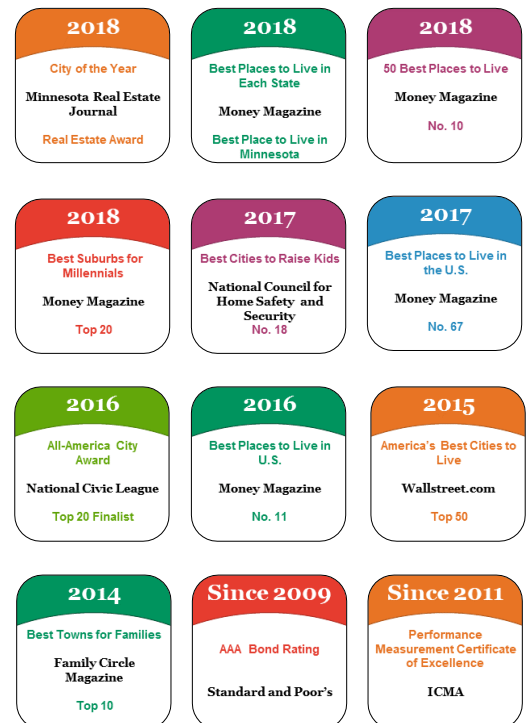 2018
City of the Year
Minnesota Real Estate
Journal
Real Estate Award
2018
Best Places to Live in
Each State
Money Magazine
Best Place to Live in
Minnesota
2018
50 Best Places to Live
Money Magazine
No. 10
2018
Best Suburbs for
Millennials
Money Magazine
Top 20
2017
Best Cities to Raise Kids
National Council for
Home Safety and
Security
No. 18
2017
Best Places to Live in
the U.S.
Money Magazine
No. 67
2016
All-America City
Award
National Civic League
Top 20 Finalist
2016
Best Places to Live in
U.S.
Money Magazine
No. 11
2015
America's Best Cities to
Live
Wallstreet.com
Top 50
2014
Best Towns for Families
Family Circle
Magazine
Top 10
Since 2009
AAA Bond Rating
Standard and Poor's
Since 2011
Performance
Measurement Certificate
of Excellence
ICMA